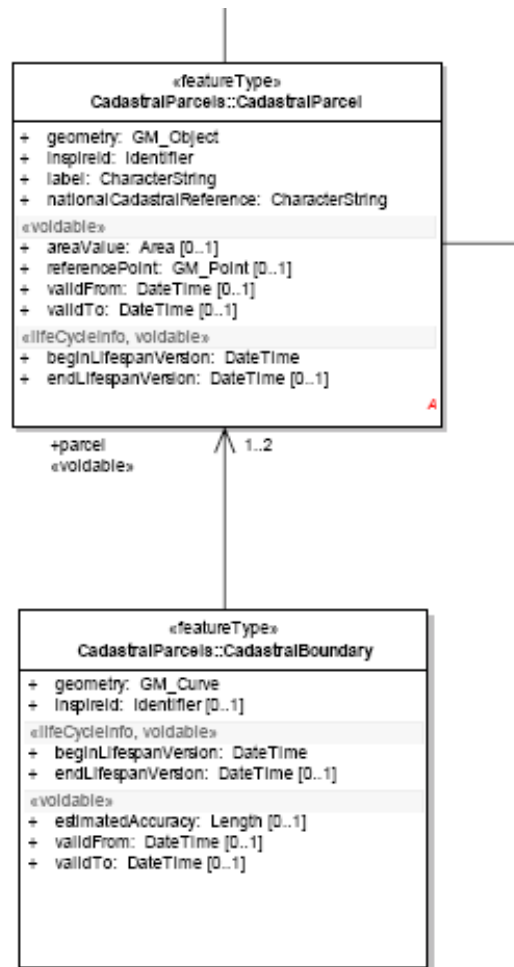 «featureType»
CadastralParcels::CadastralParcel
+ geometry: GM_Object
+ inspireId: Identifier
+ label: CharacterString
+ nationalCadastralReference: CharacterString
«voidable»
+ areaValue: Area [0..1]
+ referencePoint: GM_Point [0..1]
+ validFrom: DateTime [0..1]
+ validTo: DateTime [0..1]
«lifeCycleInfo, voidable»
+ beginLifespanVersion: DateTime
+ endLifespanVersion: DateTime [0..1]
A
+parcel 1..2
«voidable»
«featureType»
CadastralParcels::CadastralBoundary
+ geometry: GM_Curve
+ inspireId: Identifier [0..1]
«lifeCycleInfo, voidable»
+ beginLifespanVersion: DateTime
+ endLifespanVersion: DateTime [0..1]
«voidable»
+ estimatedAccuracy: Length [0..1]
+ validFrom: DateTime [0..1]
+ validTo: DateTime [0..1]